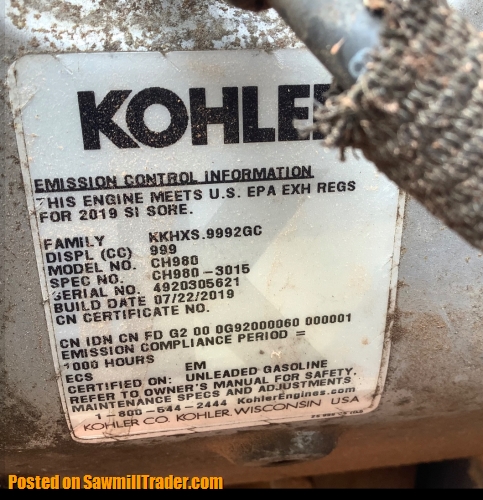 KOHLE
EMISSION CONTROL INFORMATION
THIS ENGINE MEETS U.S. EPA EXH REGS
FOR 2019 SI SORE.
FAMILY KKHXS.9992GC
DISPL (CC) 999
MODEL NO. CH980
SPEC NO. CH980-3015
SERIAL NO. 4920305621
BUILD DATE 07/22/2019
CN CERTIFICATE NO.
CN IDN CN FD G2 00 0G92000060 000001
EMISSION COMPLIANCE PERIOD =
1000 HOURS
ECS EM
CERTIFIED ON: UNLEADED GASOLINE
REFER TO OWNER'S MANUAL FOR SAFETY,
MAINTENANCE SPECS AND ADJUSTMENTS.
1-800-544-2444 KohlerEngines.com
KOHLER CO. KOHLER, WISCONSIN USA
Posted on SawmillTrader.com